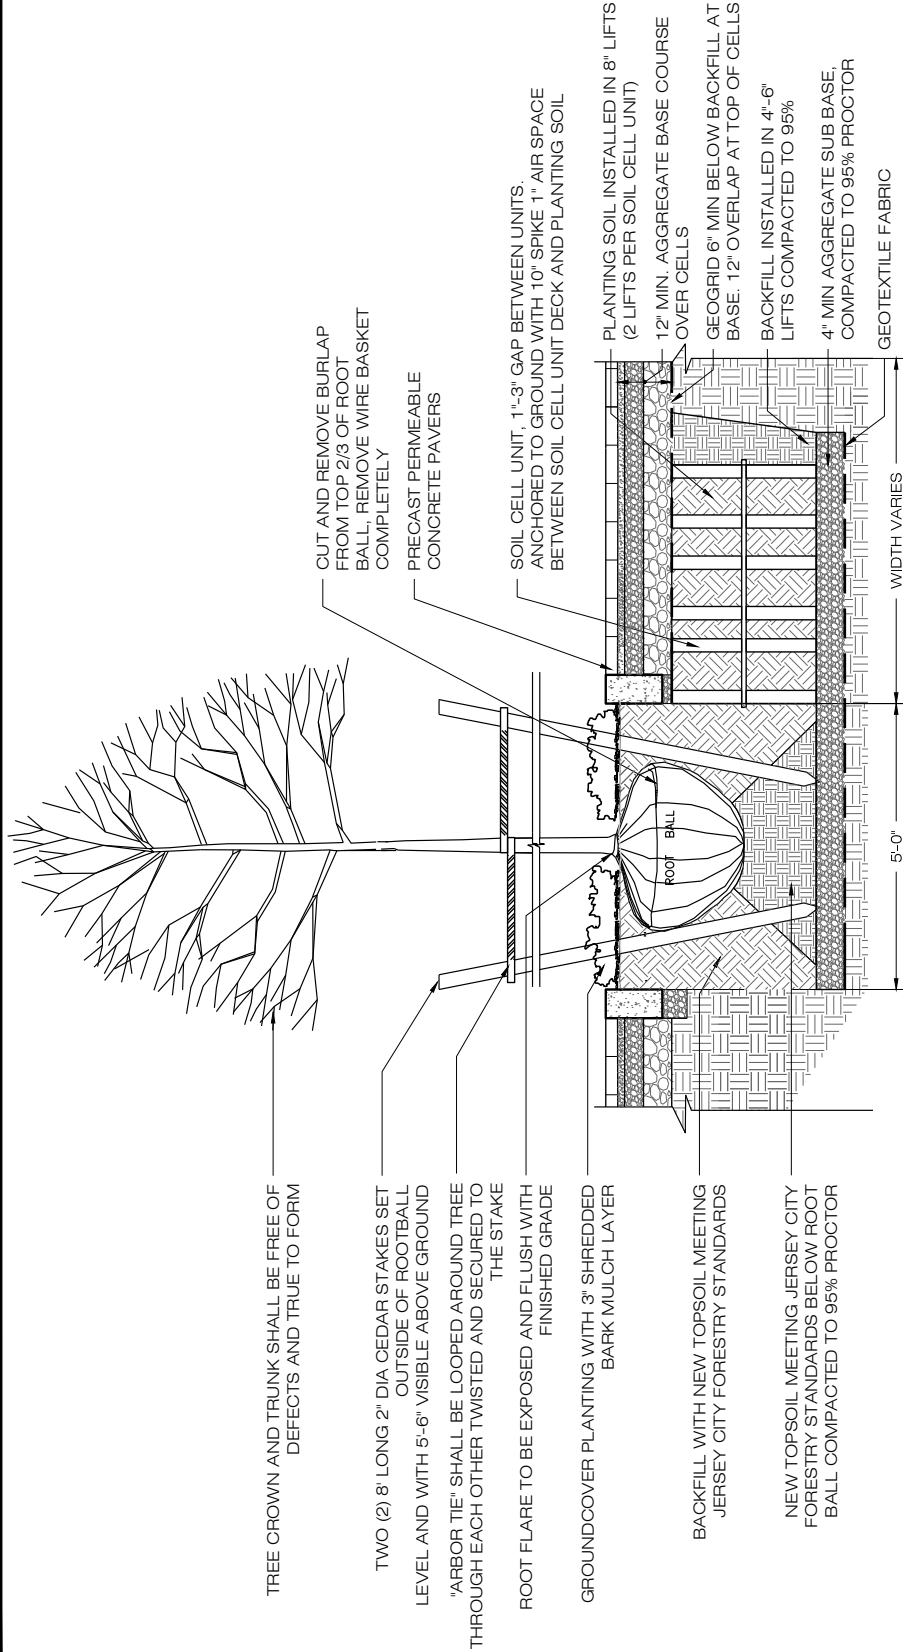 TREE CROWN AND TRUNK SHALL BE FREE OF
DEFECTS AND TRUE TO FORM
TWO (2) 8' LONG 2" DIA CEDAR STAKES SET
OUTSIDE OF ROOTBALL
LEVEL AND WITH 5'-6" VISIBLE ABOVE GROUND
"ARBOR TIE" SHALL BE LOOPED AROUND TREE
THROUGH EACH OTHER TWISTED AND SECURED TO
THE STAKE
ROOT FLARE TO BE EXPOSED AND FLUSH WITH
FINISHED GRADE
GROUNDCOVER PLANTING WITH 3" SHREDDED
BARK MULCH LAYER
BACKFILL WITH NEW TOPSOIL MEETING
JERSEY CITY FORESTRY STANDARDS
NEW TOPSOIL MEETING JERSEY CITY
FORESTRY STANDARDS BELOW ROOT
BALL COMPACTED TO 95% PROCTOR
ROOT BALL
5'-0"
WIDTH VARIES
CUT AND REMOVE BURLAP
FROM TOP 2/3 OF ROOT
BALL, REMOVE WIRE BASKET
COMPLETELY
PRECAST PERMEABLE
CONCRETE PAVERS
SOIL CELL UNIT, 1"-3" GAP BETWEEN UNITS.
ANCHORED TO GROUND WITH 10" SPIKE 1" AIR SPACE
BETWEEN SOIL CELL UNIT DECK AND PLANTING SOIL
PLANTING SOIL INSTALLED IN 8" LIFTS
(2 LIFTS PER SOIL CELL UNIT)
12" MIN. AGGREGATE BASE COURSE
OVER CELLS
GEOGRID 6" MIN BELOW BACKFILL AT
BASE. 12" OVERLAP AT TOP OF CELLS
BACKFILL INSTALLED IN 4"-6"
LIFTS COMPACTED TO 95%
4" MIN AGGREGATE SUB BASE,
COMPACTED TO 95% PROCTOR
GEOTEXTILE FABRIC